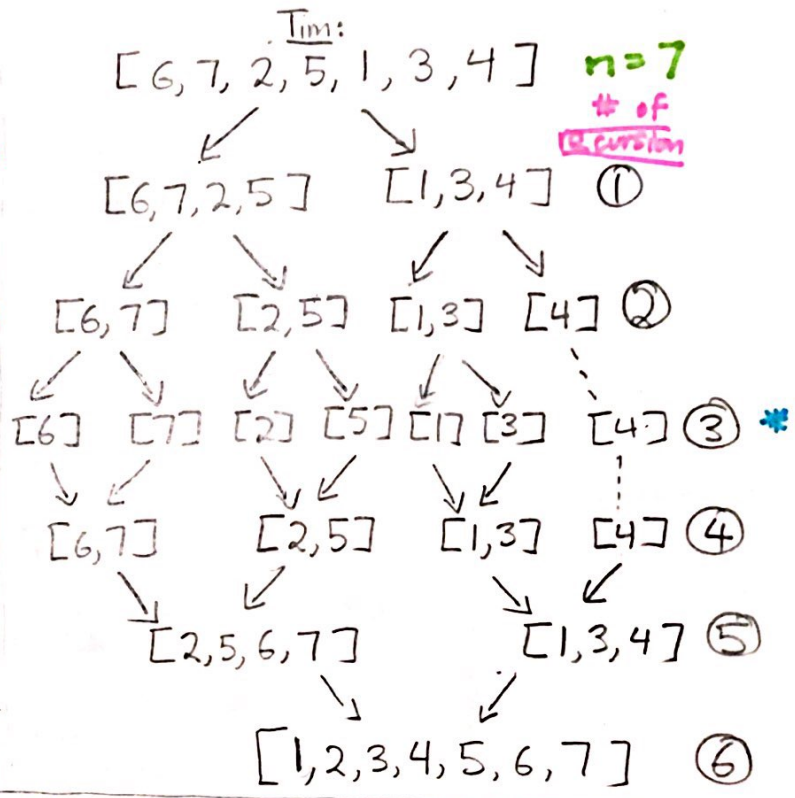 Tim:
[6, 7, 2, 5, 1, 3, 4] n=7
# of
Recursion
[6, 7, 2, 5] [1, 3, 4] ①
[6, 7] [2, 5] [1, 3] [4] ②
[6] [7] [2] [5] [1] [3] [4] ③ *
[6, 7] [2, 5] [1, 3] [4] ④
[2, 5, 6, 7] [1, 3, 4] ⑤
[1, 2, 3, 4, 5, 6, 7] ⑥